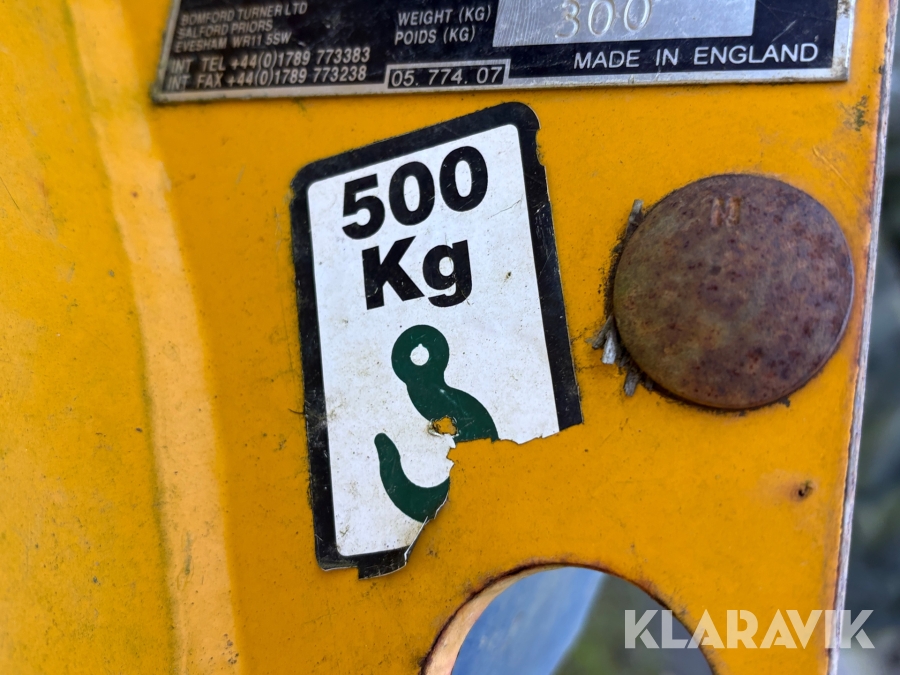 BOMFORD TURNER LTD
SALFORD PRIORS
EVESHAM WR11 5SW
INT TEL +44(0)1789 773383
INT FAX +44(0)1789 773238
05. 774. 07
WEIGHT (KG)
POIDS (KG)
300
MADE IN ENGLAND
500
Kg
KLARAVIK